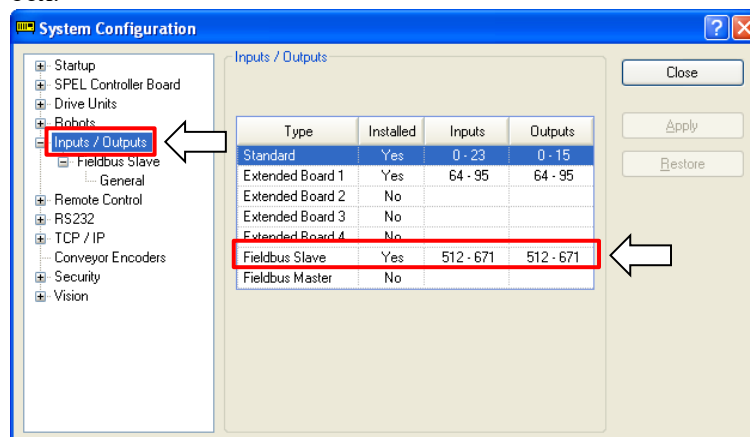 System Configuration
Startup
SPEL Controller Board
Drive Units
Robots
Inputs / Outputs
Fieldbus Slave
General
Remote Control
RS232
TCP / IP
Conveyor Encoders
Security
Vision
Inputs / Outputs
Type Installed Inputs Outputs
Standard Yes 0 - 23 0 - 15
Extended Board 1 Yes 64 - 95 64 - 95
Extended Board 2 No
Extended Board 3 No
Extended Board 4 No
Fieldbus Slave Yes 512 - 671 512 - 671
Fieldbus Master No
Close
Apply
Restore